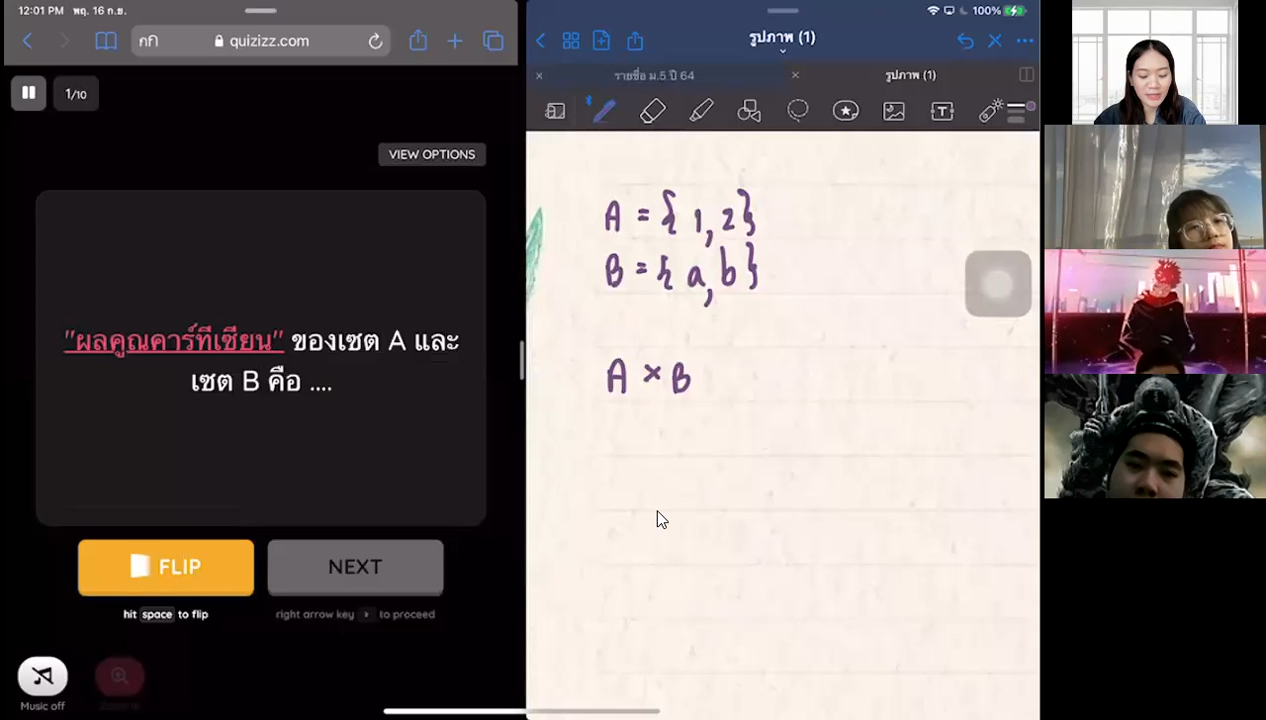 12:01 PM พฤ. 16 ก.ย.
กก quizizz.com
1/10
VIEW OPTIONS
"ผลคูณคาร์ทีเซียน" ของเซต A และ
เซต B คือ ....
FLIP
NEXT
hit space to flip
right arrow key to proceed
Music off
100%
รูปภาพ (1)
รายชื่อ ม.5 ปี 64
รูปภาพ (1)
A = { 1, 2 }
B = { a, b }
A × B